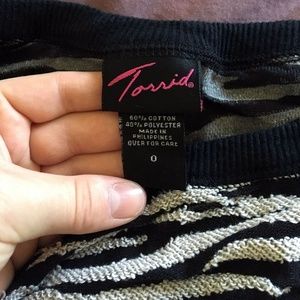 Torrid®
60% COTTON
40% POLYESTER
MADE IN
PHILIPPINES
OVER FOR CARE
0